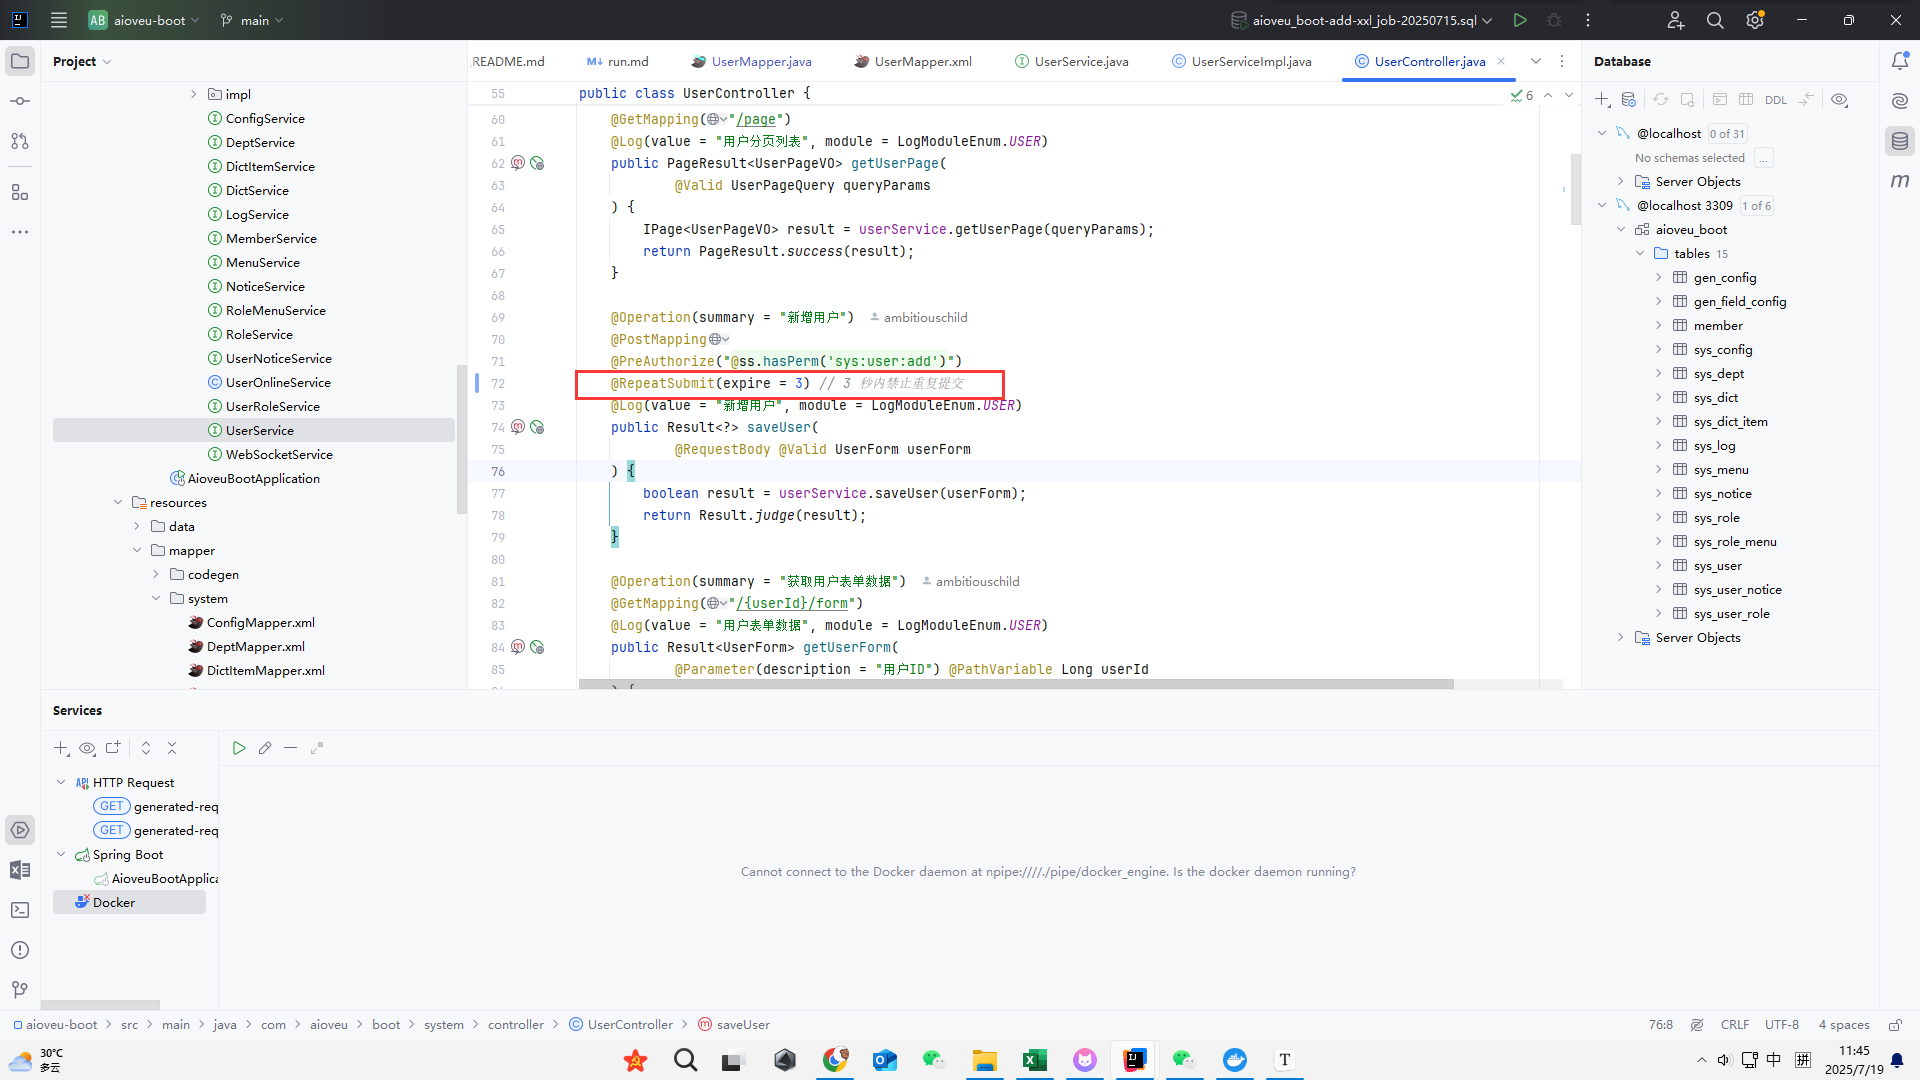 AB aioveu-boot
main
aioveu_boot-add-xxl_job-20250715.sql
Project
README.md
run.md
UserMapper.java
UserMapper.xml
UserService.java
UserServiceImpl.java
UserController.java
Database
impl
ConfigService
DeptService
DictItemService
DictService
LogService
MemberService
MenuService
NoticeService
RoleMenuService
RoleService
UserNoticeService
UserOnlineService
UserRoleService
UserService
WebSocketService
AioveuBootApplication
resources
data
mapper
codegen
system
ConfigMapper.xml
DeptMapper.xml
DictItemMapper.xml
55 public class UserController {
6
60 @GetMapping("/page")
61 @Log(value = "用户分页列表", module = LogModuleEnum.USER)
62 public PageResult<UserPageVO> getUserPage(
63 @Valid UserPageQuery queryParams
64 ) {
65 IPage<UserPageVO> result = userService.getUserPage(queryParams);
66 return PageResult.success(result);
67 }
68
69 @Operation(summary = "新增用户") ambitiouschild
70 @PostMapping
71 @PreAuthorize("@ss.hasPerm('sys:user:add')")
72 @RepeatSubmit(expire = 3) // 3 秒内禁止重复提交
73 @Log(value = "新增用户", module = LogModuleEnum.USER)
74 public Result<?> saveUser(
75 @RequestBody @Valid UserForm userForm
76 ) {
77 boolean result = userService.saveUser(userForm);
78 return Result.judge(result);
79 }
80
81 @Operation(summary = "获取用户表单数据") ambitiouschild
82 @GetMapping("/{userId}/form")
83 @Log(value = "用户表单数据", module = LogModuleEnum.USER)
84 public Result<UserForm> getUserForm(
85 @Parameter(description = "用户ID") @PathVariable Long userId
DDL
@localhost 0 of 31
No schemas selected ...
Server Objects
@localhost 3309 1 of 6
aioveu_boot
tables 15
gen_config
gen_field_config
member
sys_config
sys_dept
sys_dict
sys_dict_item
sys_log
sys_menu
sys_notice
sys_role
sys_role_menu
sys_user
sys_user_notice
sys_user_role
Server Objects
Services
API HTTP Request
GET generated-req
GET generated-req
Spring Boot
AioveuBootApplica
Docker
Cannot connect to the Docker daemon at npipe:////./pipe/docker_engine. Is the docker daemon running?
aioveu-boot > src > main > java > com > aioveu > boot > system > controller > UserController > saveUser
76:8
CRLF
UTF-8
4 spaces
30°C
多云
中
拼
11:45
2025/7/19